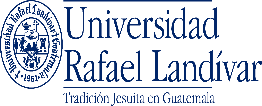 Universidad
Rafael Landívar
Tradición Jesuita en Guatemala